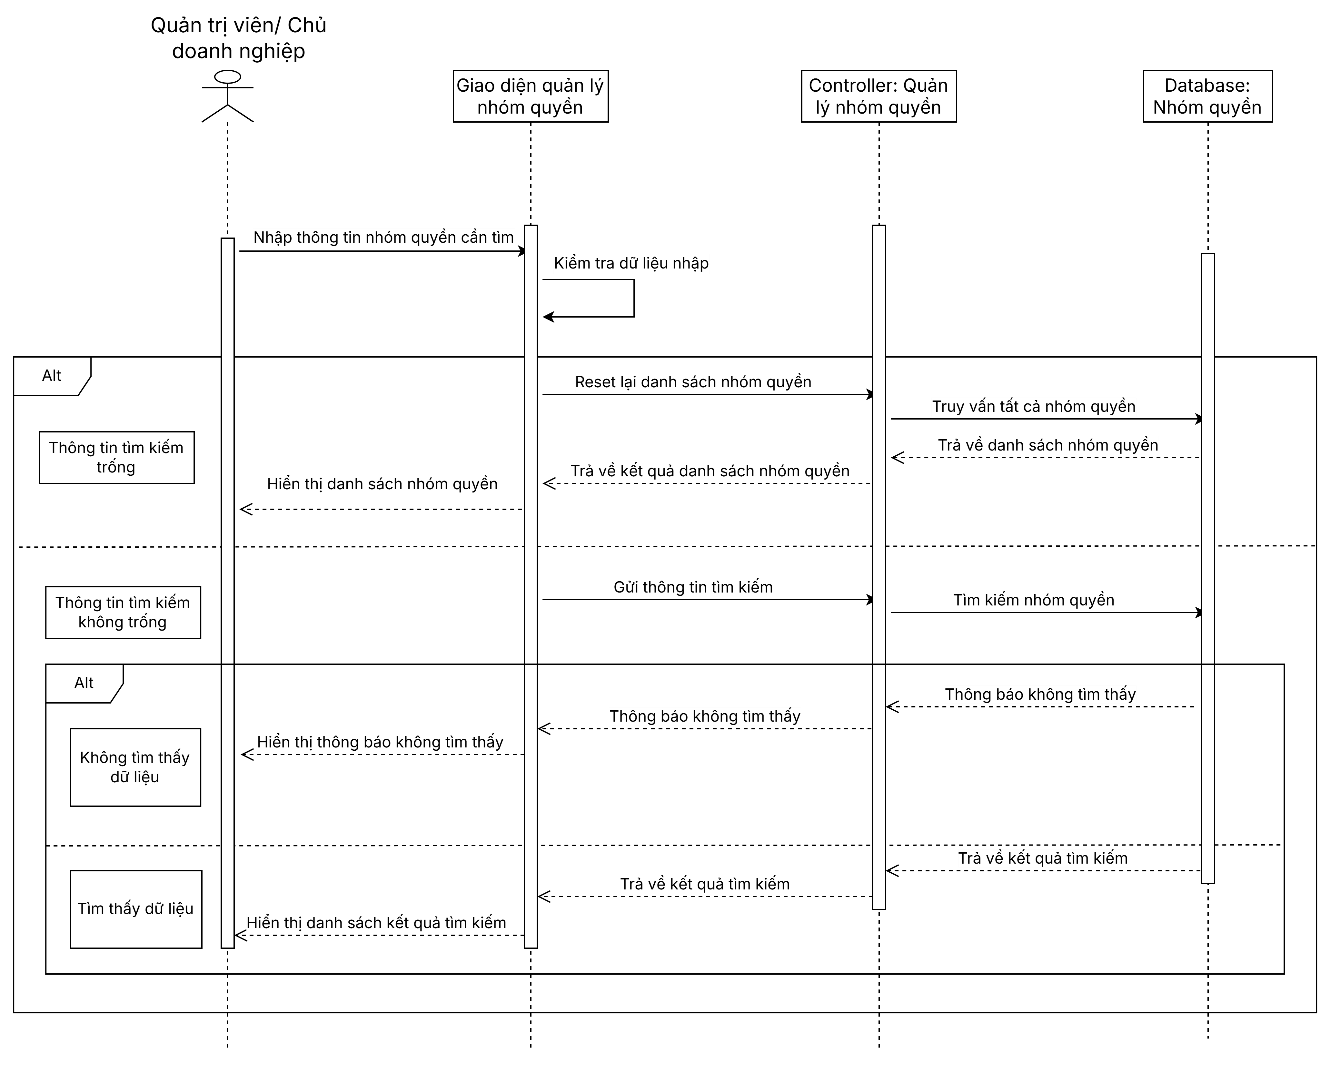 Quản trị viên/ Chủ
doanh nghiệp
Giao diện quản lý
nhóm quyền
Controller: Quản
lý nhóm quyền
Database:
Nhóm quyền
Nhập thông tin nhóm quyền cần tìm
Kiểm tra dữ liệu nhập
Alt
Reset lại danh sách nhóm quyền
Truy vấn tất cả nhóm quyền
Thông tin tìm kiếm
trống
Trả về danh sách nhóm quyền
Trả về kết quả danh sách nhóm quyền
Hiển thị danh sách nhóm quyền
Gửi thông tin tìm kiếm
Thông tin tìm kiếm
không trống
Tìm kiếm nhóm quyền
Alt
Thông báo không tìm thấy
Thông báo không tìm thấy
Hiển thị thông báo không tìm thấy
Không tìm thấy
dữ liệu
Trả về kết quả tìm kiếm
Trả về kết quả tìm kiếm
Tìm thấy dữ liệu
Hiển thị danh sách kết quả tìm kiếm